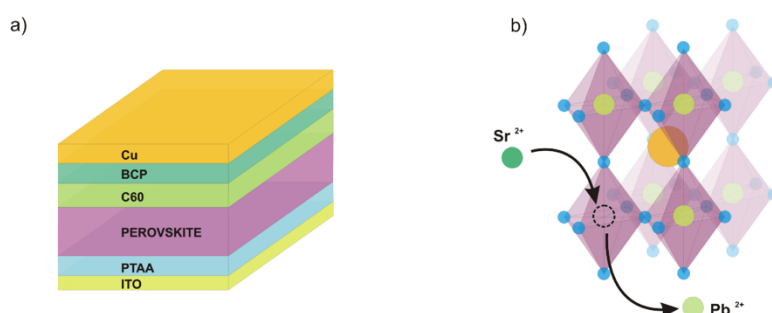 a)
Cu
BCP
C60
PEROVSKITE
PTAA
ITO
b)
Sr 2+
Pb 2+